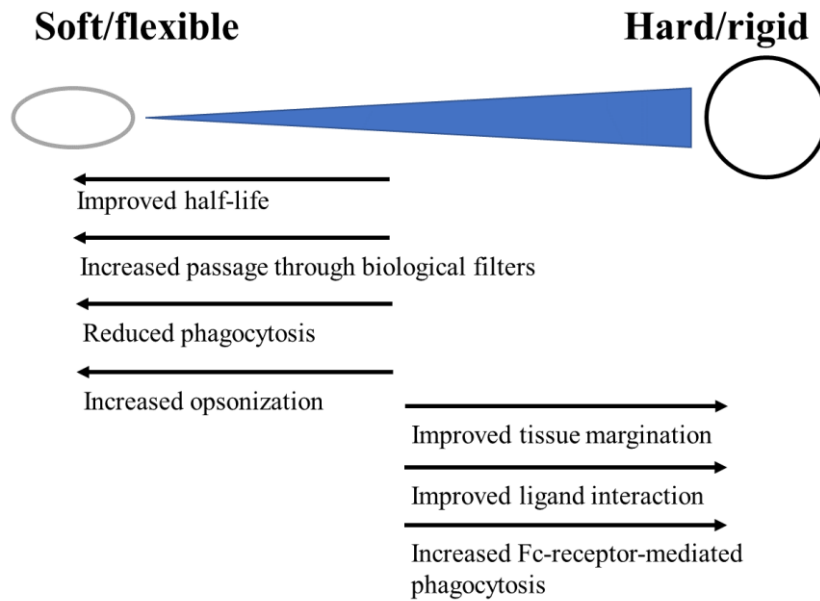 Soft/flexible
Hard/rigid
Improved half-life
Increased passage through biological filters
Reduced phagocytosis
Increased opsonization
Improved tissue margination
Improved ligand interaction
Increased Fc-receptor-mediated
phagocytosis